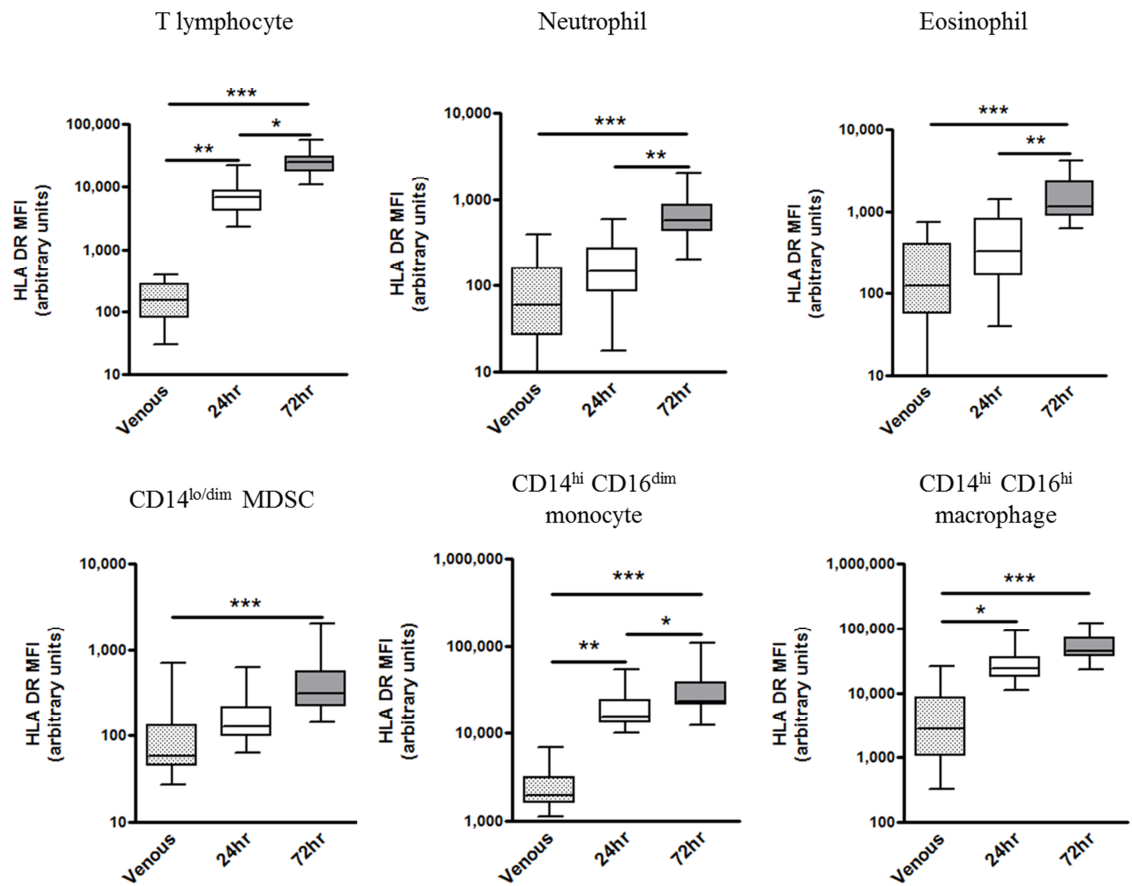 T lymphocyte
Neutrophil
Eosinophil
HLA DR MFI
(arbitrary units)
100,000
10,000
1,000
100
10
***
*
**
Venous
24hr
72hr
HLA DR MFI
(arbitrary units)
10,000
1,000
100
10
***
**
Venous
24hr
72hr
HLA DR MFI
(arbitrary units)
10,000
1,000
100
10
***
**
Venous
24hr
72hr
CD14lo/dim MDSC
CD14hi CD16dim
monocyte
CD14hi CD16hi
macrophage
HLA DR MFI
(arbitrary units)
10,000
1,000
100
10
***
Venous
24hr
72hr
HLA DR MFI
(arbitrary units)
1,000,000
100,000
10,000
1,000
***
*
**
Venous
24hr
72hr
HLA DR MFI
(arbitrary units)
1,000,000
100,000
10,000
1,000
100
***
*
Venous
24hr
72hr